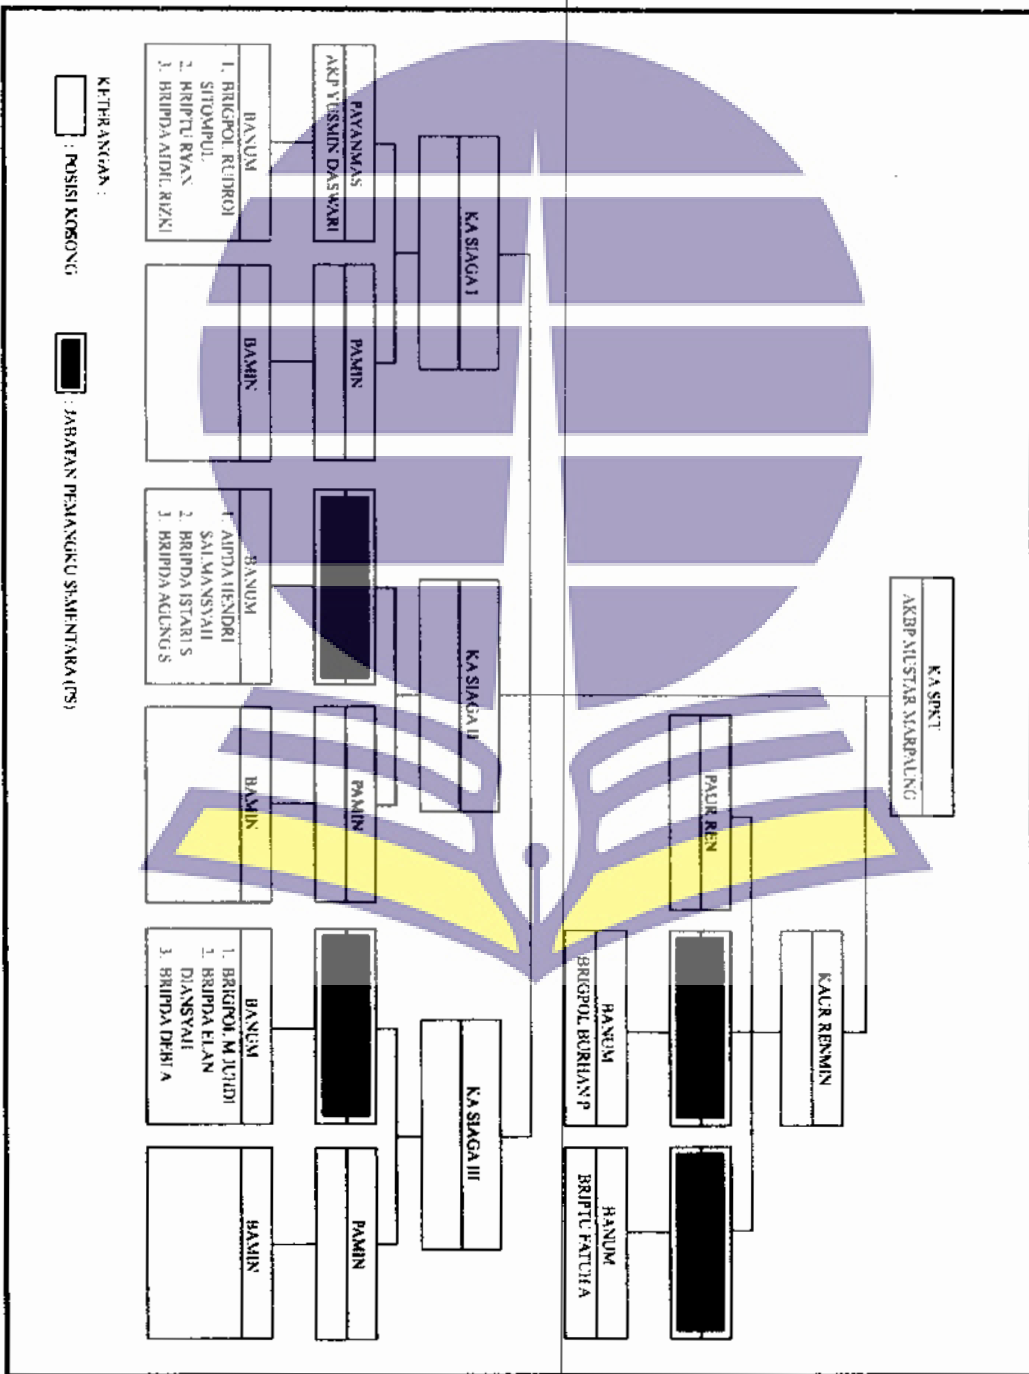 KA SPKT
AKBP MUSTAR MARPAUNG
KAUR RENMIN
PAUR REN
BANUM
BRIGPOL BURHAN P
BANUM
BRIPTU FATUH A
KA SIAGA I
KA SIAGA II
KA SIAGA III
PAYANMAS
AKP YUSMIN DASWARI
PAMIN
PAMIN
PAMIN
BANUM
1. BRIGPOL RUDROI
SITOMPUL
2. BRIPTU RYAN
3. BRIPDA AIDIL RIZKI
BAMIN
BANUM
1. AIPDA HENDRI
SALMANSYAH
2. BRIPDA ISTARI S
3. BRIPDA AGUNG S
BAMIN
BANUM
1. BRIGPOL M JUHDI
2. BRIPDA ELAN
DIANSYAH
3. BRIPDA DEBI A
BAMIN
KETERANGAN :
: POSISI KOSONG
: JABATAN PEMANGKU SEMENTARA (PS)